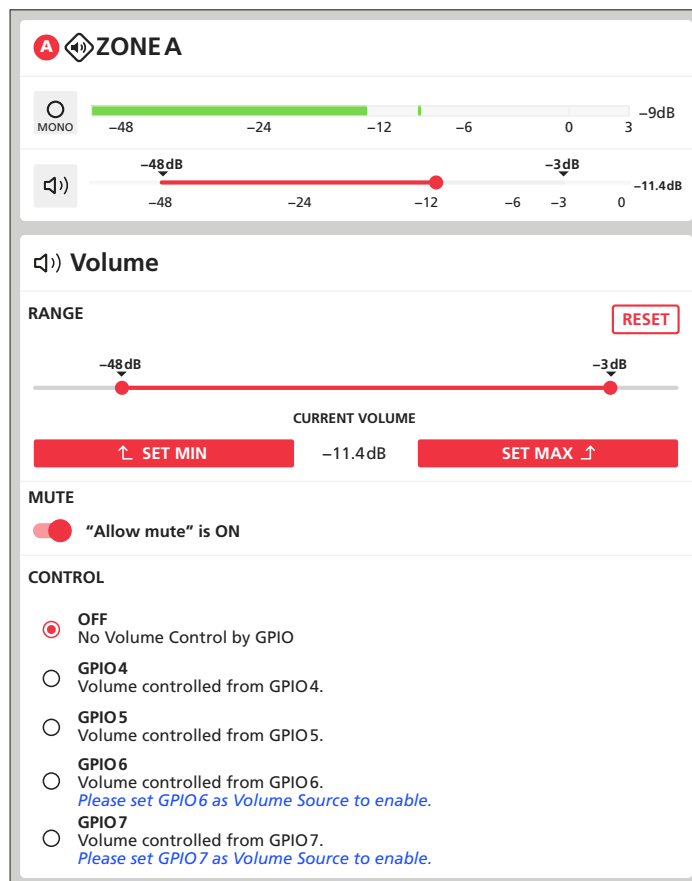 A ZONE A
MONO
−48 −24 −12 −6 0 3
−9dB
−48dB −3dB
−11.4dB
−48 −24 −12 −6 −3 0
Volume
RANGE
RESET
−48dB −3dB
CURRENT VOLUME
SET MIN −11.4dB SET MAX
MUTE
“Allow mute” is ON
CONTROL
OFF
No Volume Control by GPIO
GPIO4
Volume controlled from GPIO4.
GPIO5
Volume controlled from GPIO5.
GPIO6
Volume controlled from GPIO6.
Please set GPIO6 as Volume Source to enable.
GPIO7
Volume controlled from GPIO7.
Please set GPIO7 as Volume Source to enable.